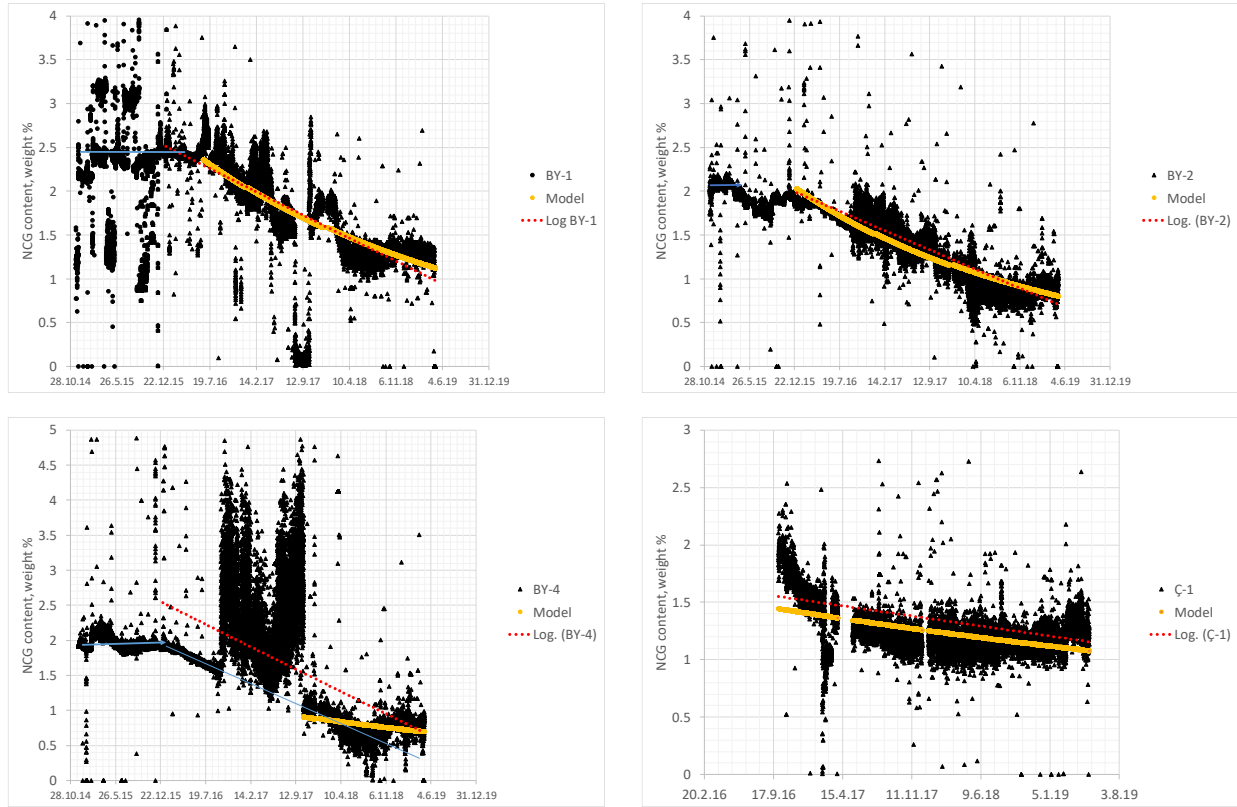 4
3.5
3
2.5
2
1.5
1
0.5
0
NCG content, weight %
28.10.14 26.5.15 22.12.15 19.7.16 14.2.17 12.9.17 10.4.18 6.11.18 4.6.19 31.12.19
BY-1
Model
Log BY-1
4
3.5
3
2.5
2
1.5
1
0.5
0
NCG content, weight %
28.10.14 26.5.15 22.12.15 19.7.16 14.2.17 12.9.17 10.4.18 6.11.18 4.6.19 31.12.19
BY-2
Model
Log. (BY-2)
5
4.5
4
3.5
3
2.5
2
1.5
1
0.5
0
NCG content, weight %
28.10.14 26.5.15 22.12.15 19.7.16 14.2.17 12.9.17 10.4.18 6.11.18 4.6.19 31.12.19
BY-4
Model
Log. (BY-4)
3
2.5
2
1.5
1
0.5
0
NCG content, weight %
20.2.16 17.9.16 15.4.17 11.11.17 9.6.18 5.1.19 3.8.19
Ç-1
Model
Log. (Ç-1)